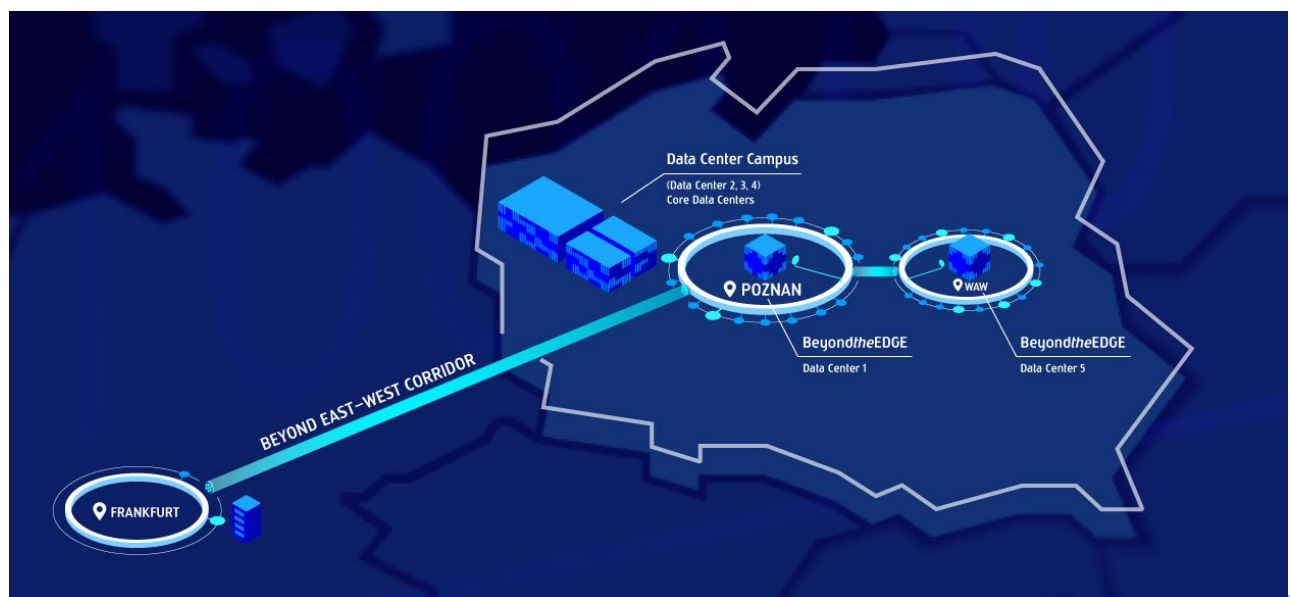 Data Center Campus
(Data Center 2, 3, 4)
Core Data Centers
POZNAN
WAW
BeyondtheEDGE
Data Center 1
BeyondtheEDGE
Data Center 5
BEYOND EAST–WEST CORRIDOR
FRANKFURT